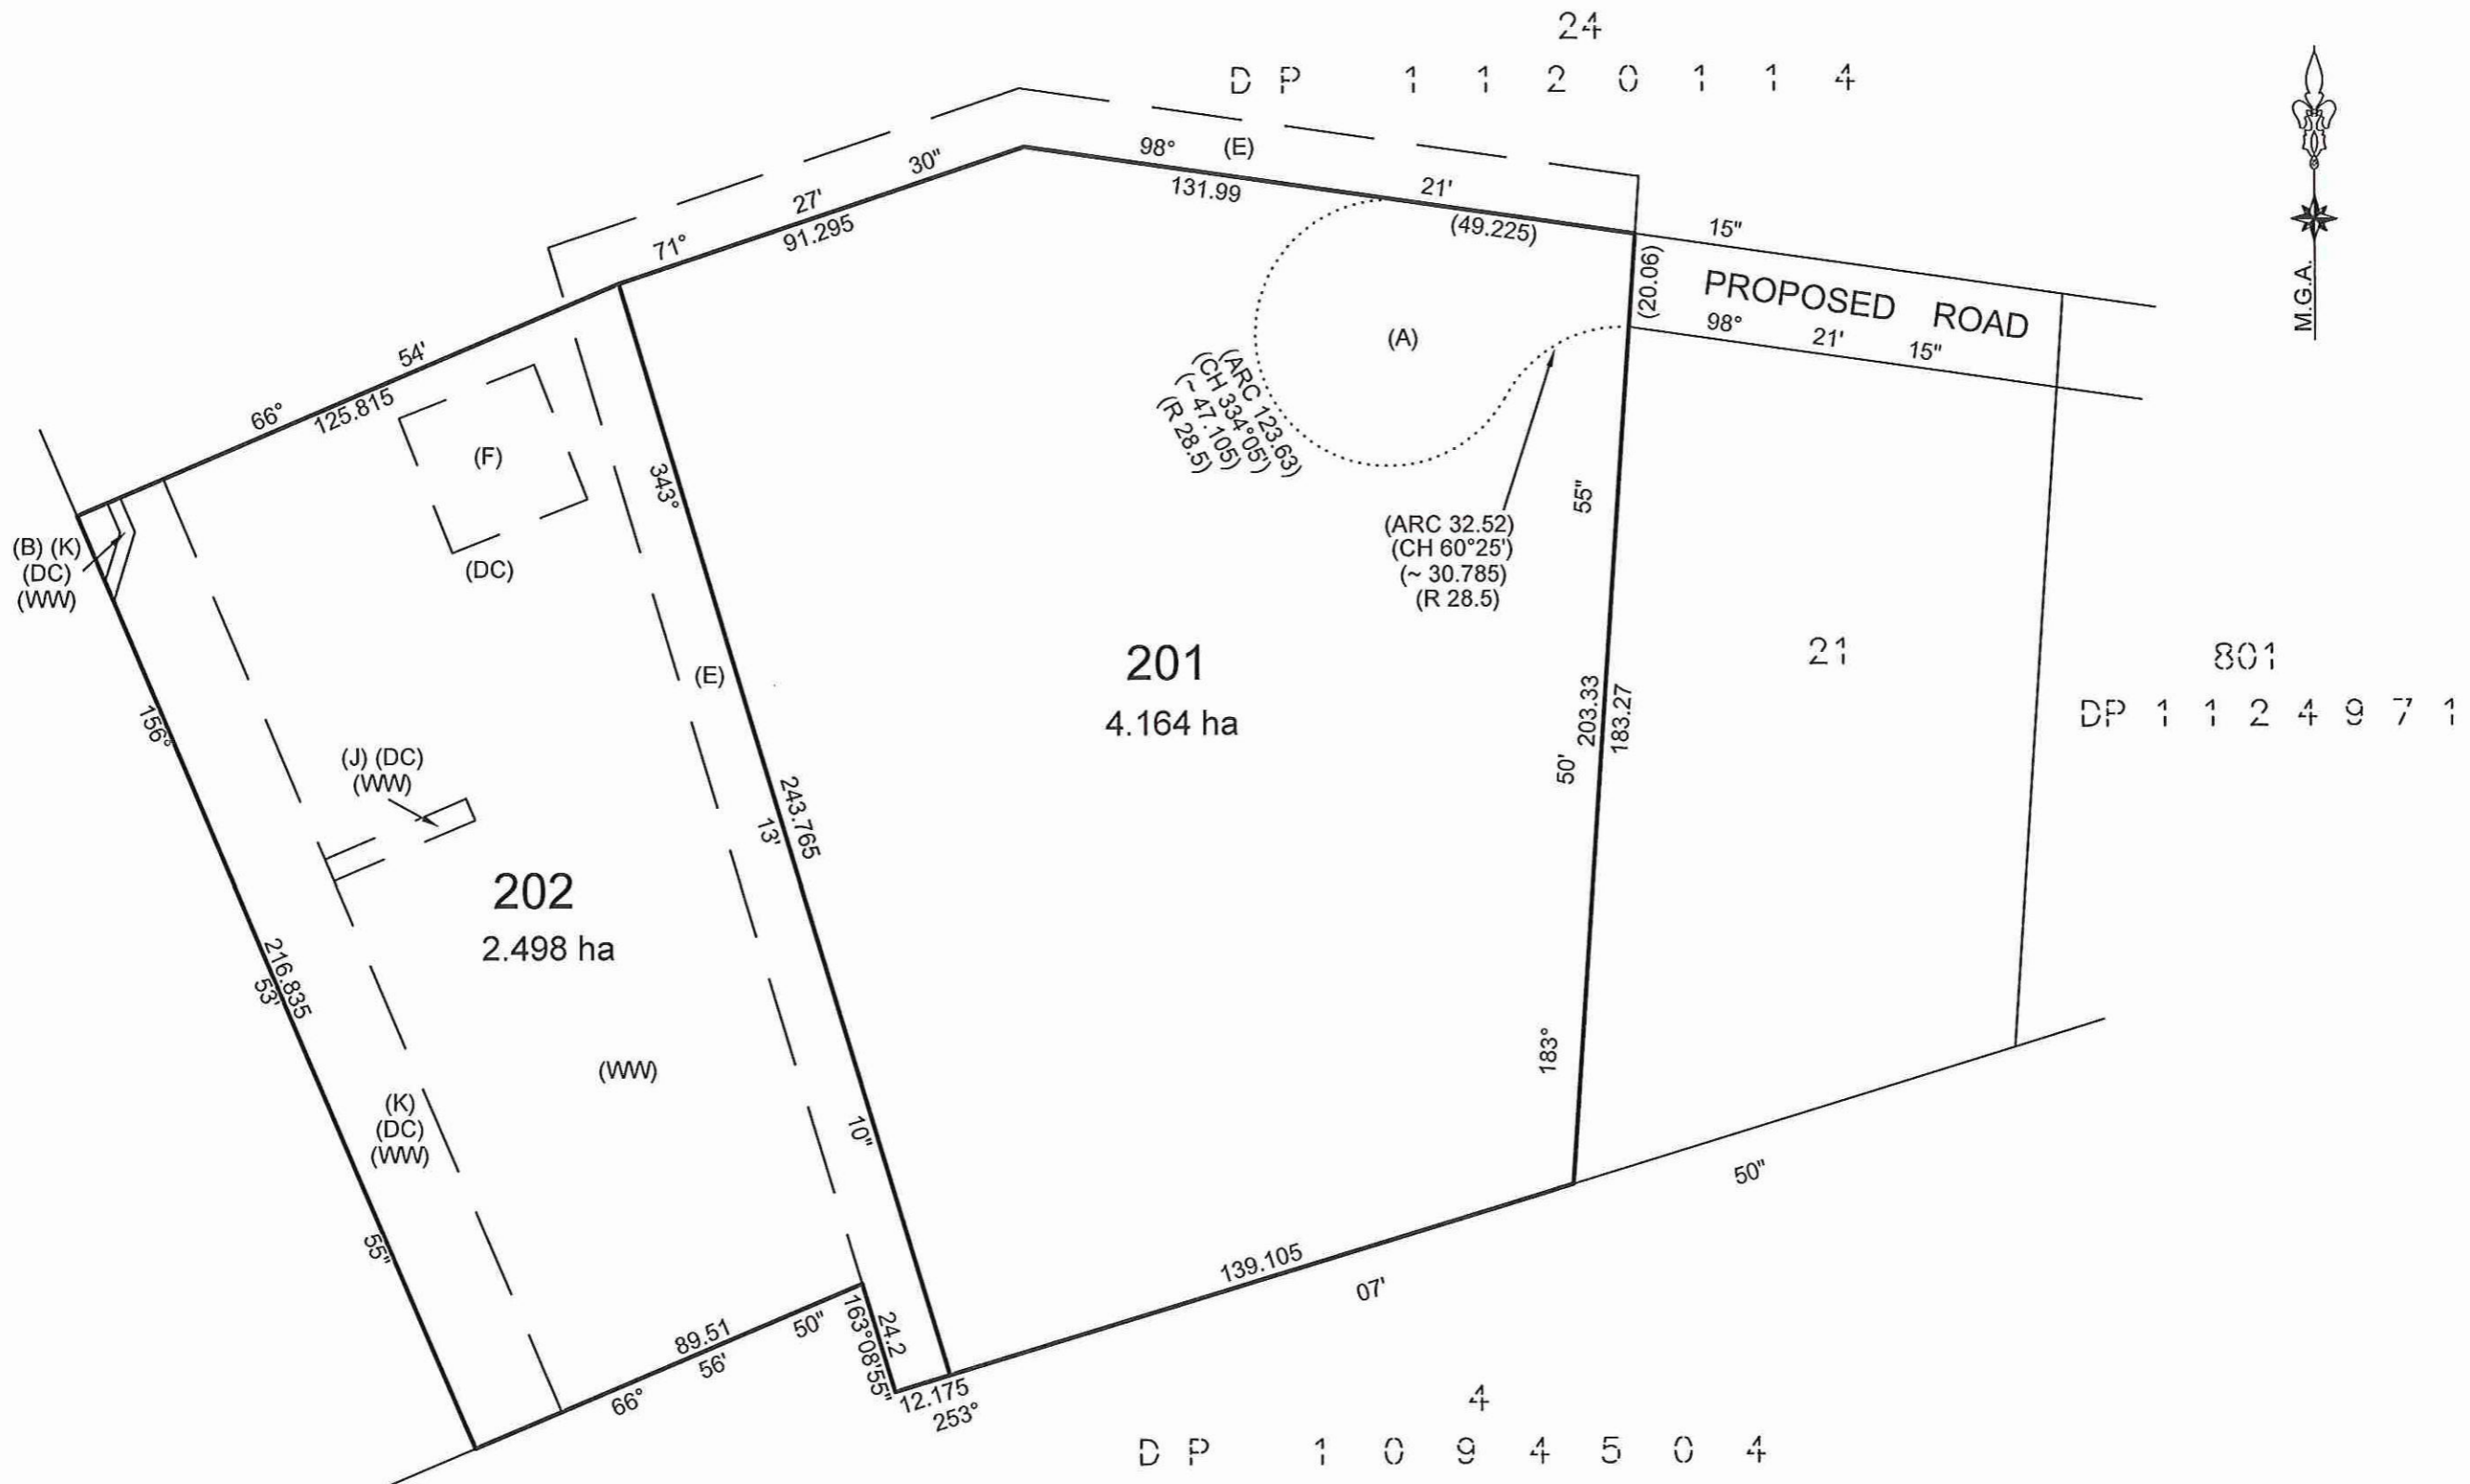 24
DP 1120114
98° (E)
131.99 21'
(49.225)
15"
30"
27'
71° 91.295
(20.06)
PROPOSED ROAD
98° 21' 15"
M.G.A.
54'
66° 125.815
(F)
(DC)
(A)
(ARC 123.63)
(CH 334°05')
(~ 47.105)
(R 28.5)
343°
(B) (K)
(DC)
(WW)
55"
(ARC 32.52)
(CH 60°25')
(~ 30.785)
(R 28.5)
(E)
201
4.164 ha
203.33
183.27
50'
21
801
DP 1124971
156°
(J) (DC)
(WW)
243.765
13'
202
2.498 ha
216.835
53'
183°
(WW)
(K)
(DC)
(WW)
10"
55"
50"
139.105
07'
89.51 50"
66° 56'
24.2
163°08'55"
12.175
253°
4
DP 1094504